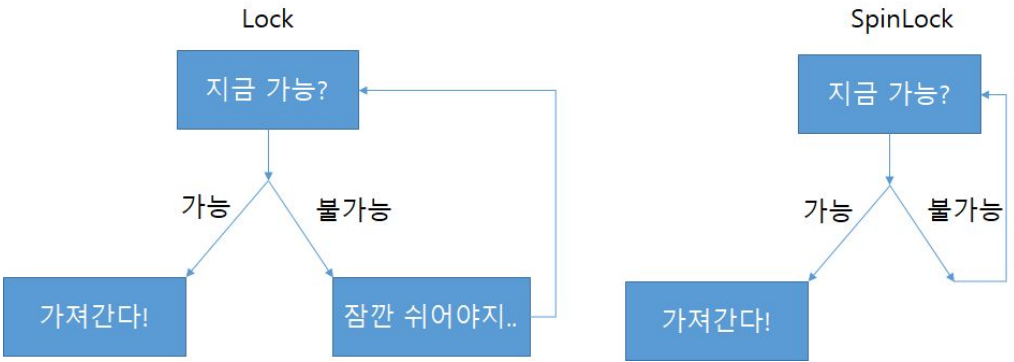 Lock
SpinLock
지금 가능?
지금 가능?
가능
불가능
가능
불가능
가져간다!
잠깐 쉬어야지..
가져간다!